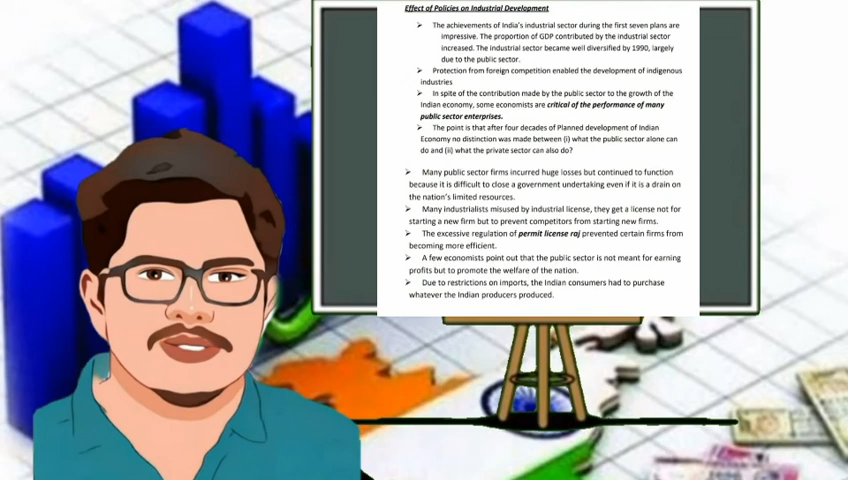 Effect of Policies on Industrial Development
➢ The achievements of India's industrial sector during the first seven plans are
impressive. The proportion of GDP contributed by the industrial sector
increased. The industrial sector became well diversified by 1990, largely
due to the public sector.
➢ Protection from foreign competition enabled the development of indigenous
industries
➢ In spite of the contribution made by the public sector to the growth of the
Indian economy, some economists are critical of the performance of many
public sector enterprises.
➢ The point is that after four decades of Planned development of Indian
Economy no distinction was made between (i) what the public sector alone can
do and (ii) what the private sector can also do?
➢ Many public sector firms incurred huge losses but continued to function
because it is difficult to close a government undertaking even if it is a drain on
the nation's limited resources.
➢ Many industrialists misused by industrial license, they get a license not for
starting a new firm but to prevent competitors from starting new firms.
➢ The excessive regulation of permit license raj prevented certain firms from
becoming more efficient.
➢ A few economists point out that the public sector is not meant for earning
profits but to promote the welfare of the nation.
➢ Due to restrictions on imports, the Indian consumers had to purchase
whatever the Indian producers produced.